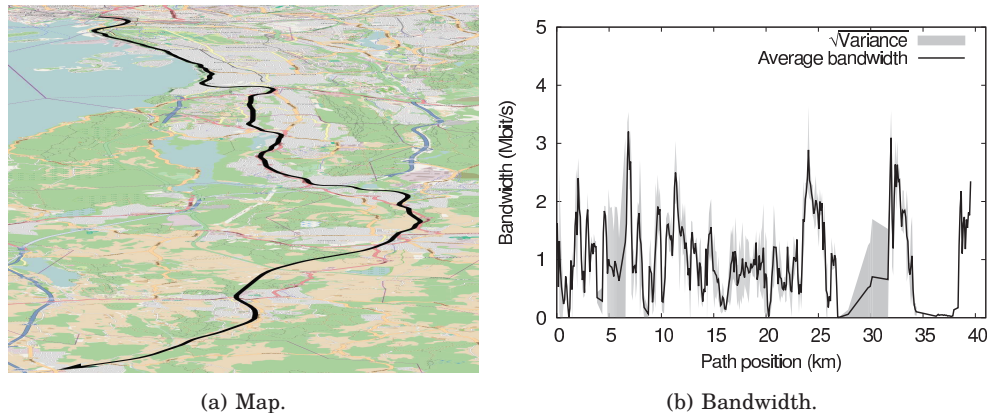 5
4
3
2
1
0
0 5 10 15 20 25 30 35 40
Bandwidth (Mbit/s)
Path position (km)
√Variance
Average bandwidth
(a) Map.
(b) Bandwidth.